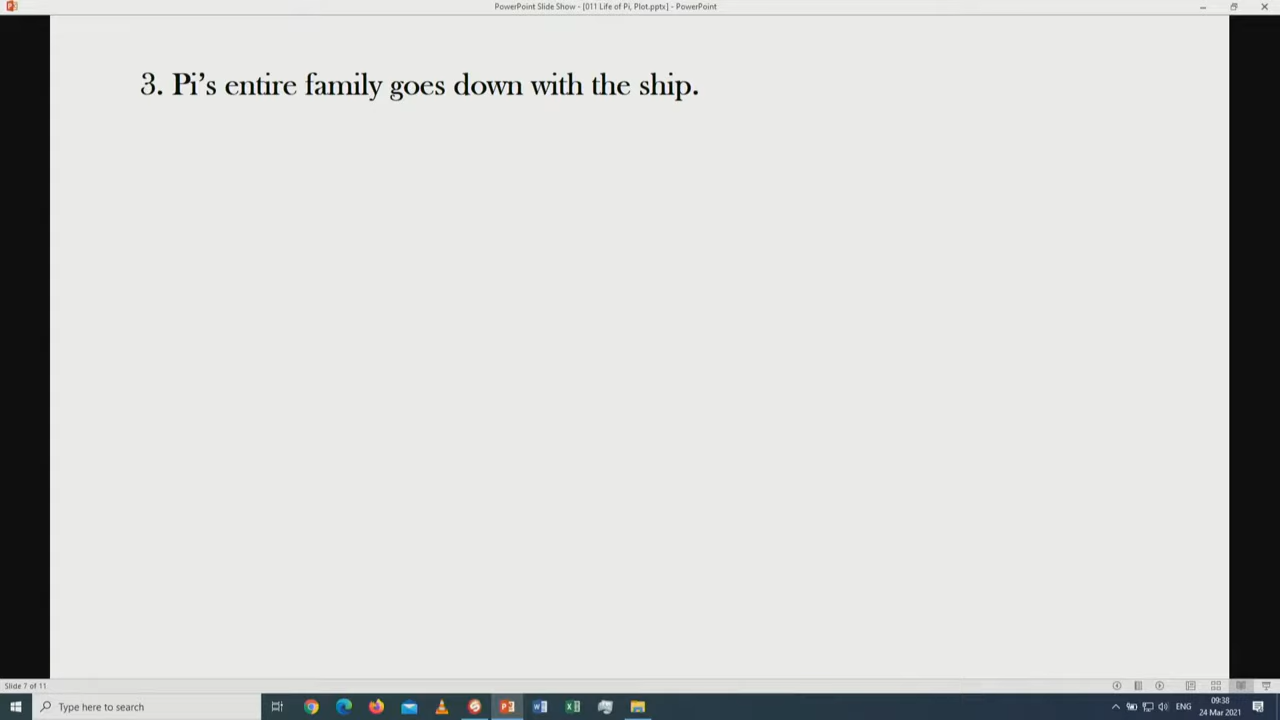 PowerPoint Slide Show - [011 Life of Pi, Plot.pptx] - PowerPoint
3. Pi’s entire family goes down with the ship.
Slide 7 of 11
Type here to search
ENG
09:38
24 Mar 2021